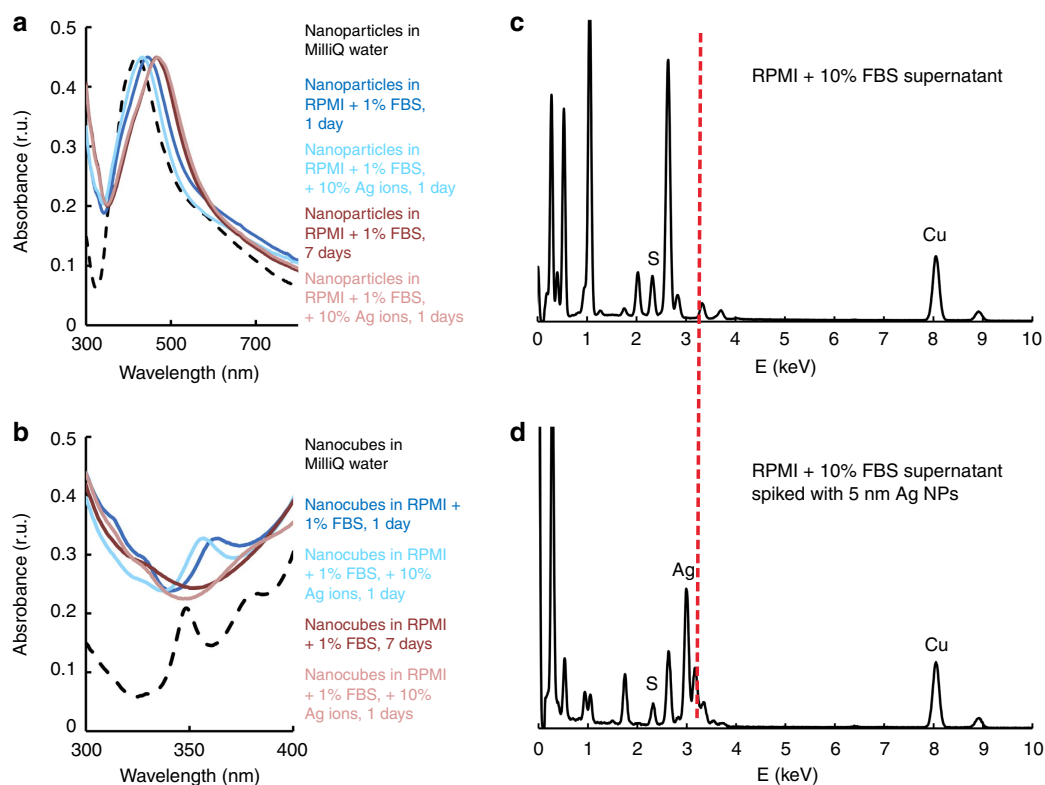 a
0.5
0.4
0.3
0.2
0.1
0
Absorbance (r.u.)
300
500
700
Wavelength (nm)
Nanoparticles in
MilliQ water
Nanoparticles in
RPMI + 1% FBS,
1 day
Nanoparticles in
RPMI + 1% FBS,
+ 10% Ag ions, 1 day
Nanoparticles in
RPMI + 1% FBS,
7 days
Nanoparticles in
RPMI + 1% FBS,
+ 10% Ag ions, 1 days
b
0.5
0.4
0.3
0.2
0.1
0
Absrobance (r.u.)
300
350
400
Wavelength (nm)
Nanocubes in
MilliQ water
Nanocubes in RPMI +
1% FBS, 1 day
Nanocubes in RPMI
+ 1% FBS, + 10%
Ag ions, 1 day
Nanocubes in RPMI
+ 1% FBS, 7 days
Nanocubes in RPMI
+ 1% FBS, + 10%
Ag ions, 1 days
c
RPMI + 10% FBS supernatant
S
Cu
0 1 2 3 4 5 6 7 8 9 10
E (keV)
d
RPMI + 10% FBS supernatant
spiked with 5 nm Ag NPs
Ag
S
Cu
0 1 2 3 4 5 6 7 8 9 10
E (keV)